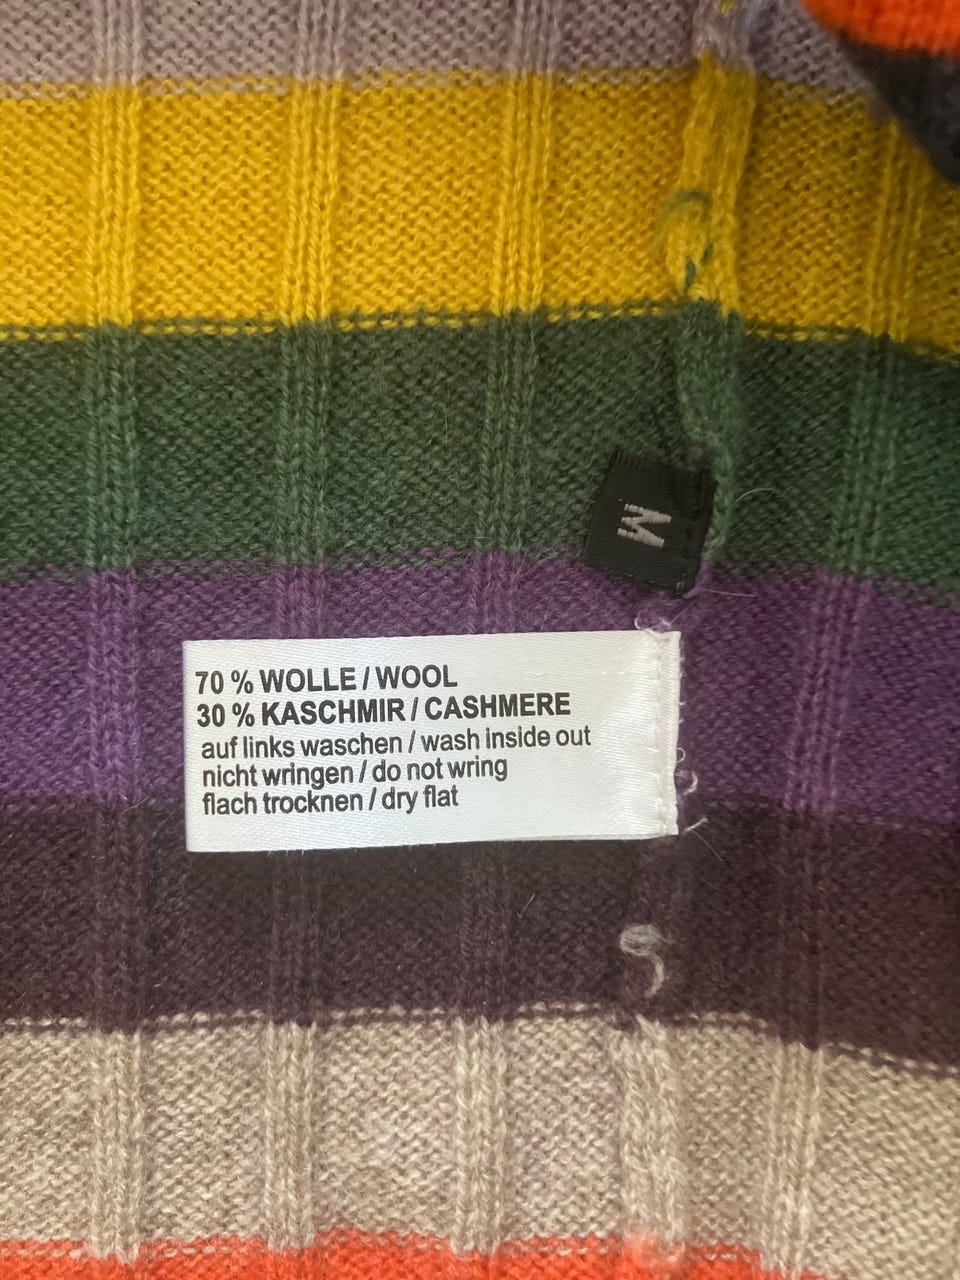 M
70 % WOLLE / WOOL
30 % KASCHMIR / CASHMERE
auf links waschen / wash inside out
nicht wringen / do not wring
flach trocknen / dry flat